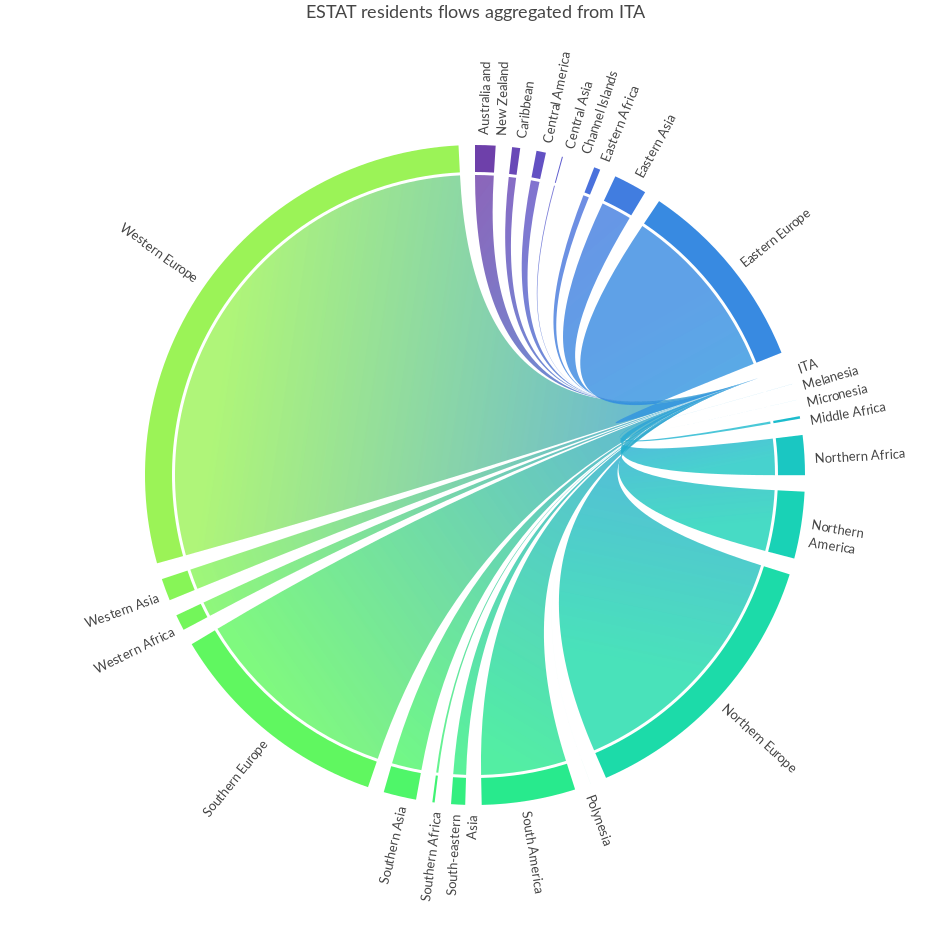 ESTAT residents flows aggregated from ITA
Australia and
New Zealand
Caribbean
Central America
Central Asia
Channel Islands
Eastern Africa
Eastern Asia
Eastern Europe
ITA
Melanesia
Micronesia
Middle Africa
Northern Africa
Northern
America
Northern Europe
Polynesia
South America
South-eastern
Asia
Southern Africa
Southern Asia
Southern Europe
Western Africa
Western Asia
Western Europe